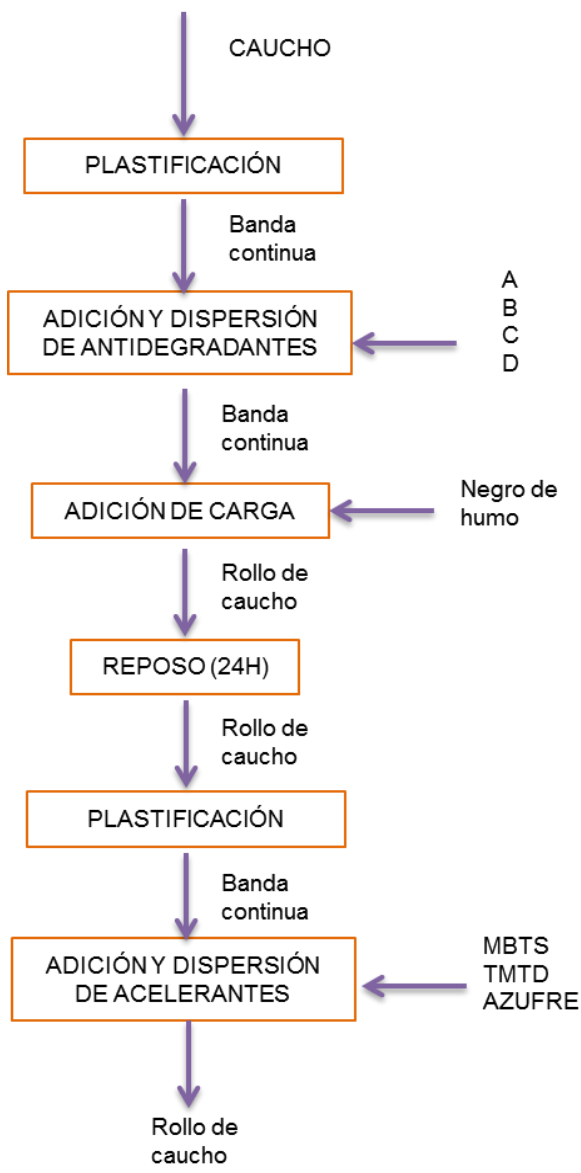 CAUCHO
PLASTIFICACIÓN
Banda
continua
ADICIÓN Y DISPERSIÓN
DE ANTIDEGRADANTES
A
B
C
D
Banda
continua
ADICIÓN DE CARGA
Negro de
humo
Rollo de
caucho
REPOSO (24H)
Rollo de
caucho
PLASTIFICACIÓN
Banda
continua
ADICIÓN Y DISPERSIÓN
DE ACELERANTES
MBTS
TMTD
AZUFRE
Rollo de
caucho